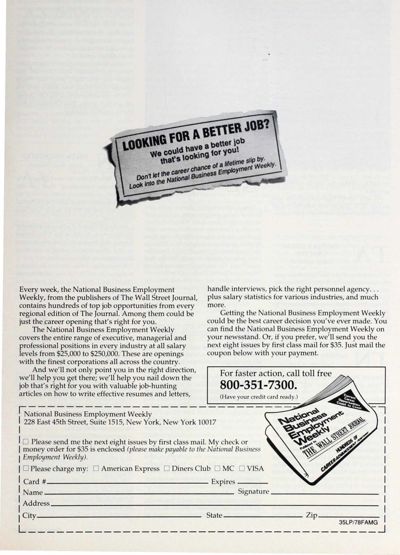 LOOKING FOR A BETTER JOB?
We could have a better job
that's looking for you!
Don't let the career chance of a lifetime slip by.
Look into the National Business Employment Weekly.
Every week, the National Business Employment
Weekly, from the publishers of The Wall Street Journal,
contains hundreds of top job opportunities from every
regional edition of The Journal. Among them could be
just the career opening that's right for you.
The National Business Employment Weekly
covers the entire range of executive, managerial and
professional positions in every industry at all salary
levels from $25,000 to $250,000. These are openings
with the finest corporations all across the country.
And we'll not only point you in the right direction,
we'll help you get there; we'll help you nail down the
job that's right for you with valuable job-hunting
articles on how to write effective resumes and letters,
handle interviews, pick the right personnel agency. . .
plus salary statistics for various industries, and much
more.
Getting the National Business Employment Weekly
could be the best career decision you've ever made. You
can find the National Business Employment Weekly on
your newsstand. Or, if you prefer, we'll send you the
next eight issues by first class mail for $35. Just mail the
coupon below with your payment.
For faster action, call toll free
800-351-7300.
(Have your credit card ready.)
National
Business
Employment
Weekly
THE WALL STREET JOURNAL
HUNDREDS OF
National Business Employment Weekly
228 East 45th Street, Suite 1515, New York, New York 10017
Please send me the next eight issues by first class mail. My check or
money order for $35 is enclosed (please make payable to the National Business
Employment Weekly).
Please charge my: American Express Diners Club MC VISA
Card # Expires
Name Signature
Address
City State Zip
35LP/78FAMG